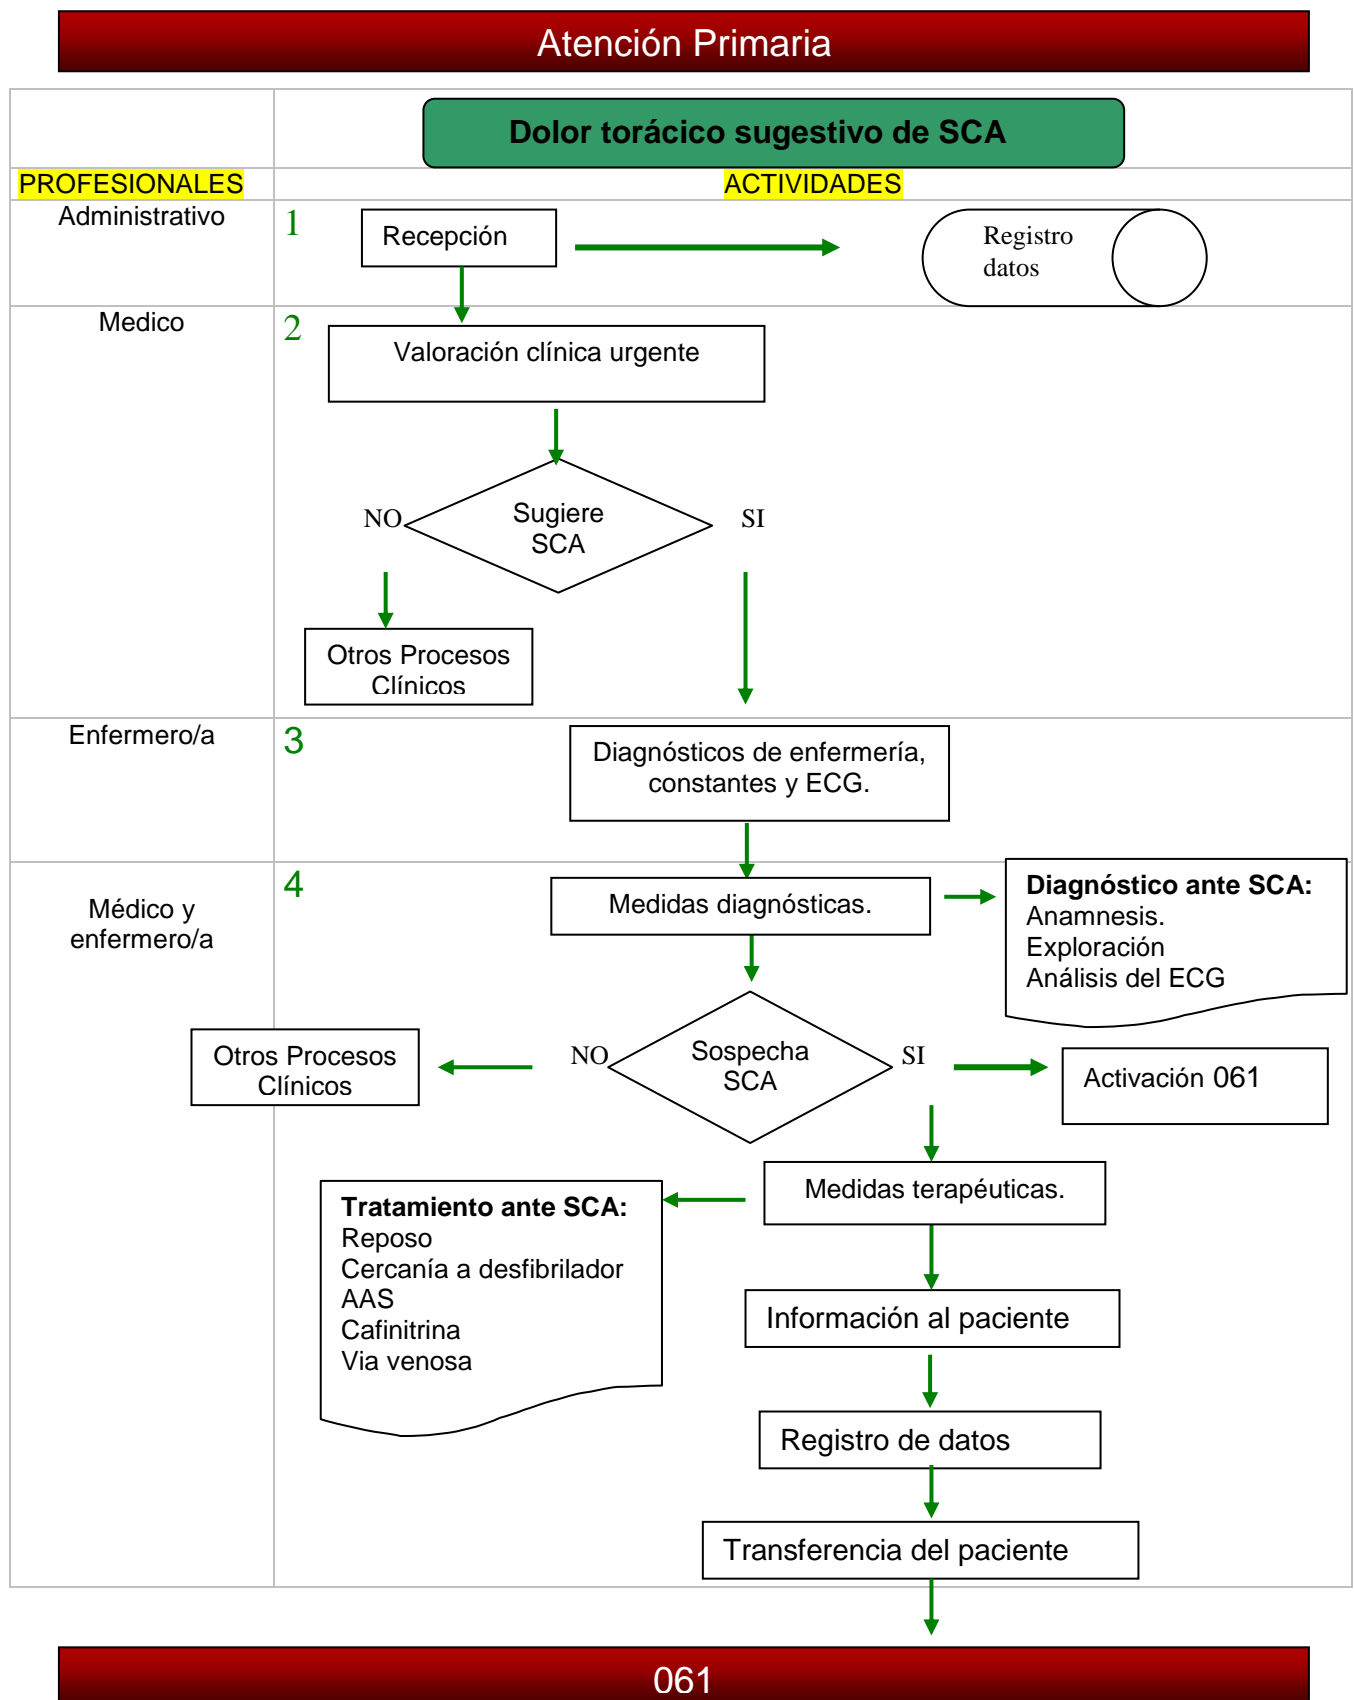 Atención Primaria
Dolor torácico sugestivo de SCA
PROFESIONALES
ACTIVIDADES
Administrativo
1
Recepción
Registro
datos
Medico
2
Valoración clínica urgente
NO
Sugiere
SCA
SI
Otros Procesos
Clínicos
Enfermero/a
3
Diagnósticos de enfermería,
constantes y ECG.
Médico y
enfermero/a
4
Medidas diagnósticas.
Diagnóstico ante SCA:
Anamnesis.
Exploración
Análisis del ECG
Otros Procesos
Clínicos
NO
Sospecha
SCA
SI
Activación 061
Medidas terapéuticas.
Tratamiento ante SCA:
Reposo
Cercanía a desfibrilador
AAS
Cafinitrina
Via venosa
Información al paciente
Registro de datos
Transferencia del paciente
061